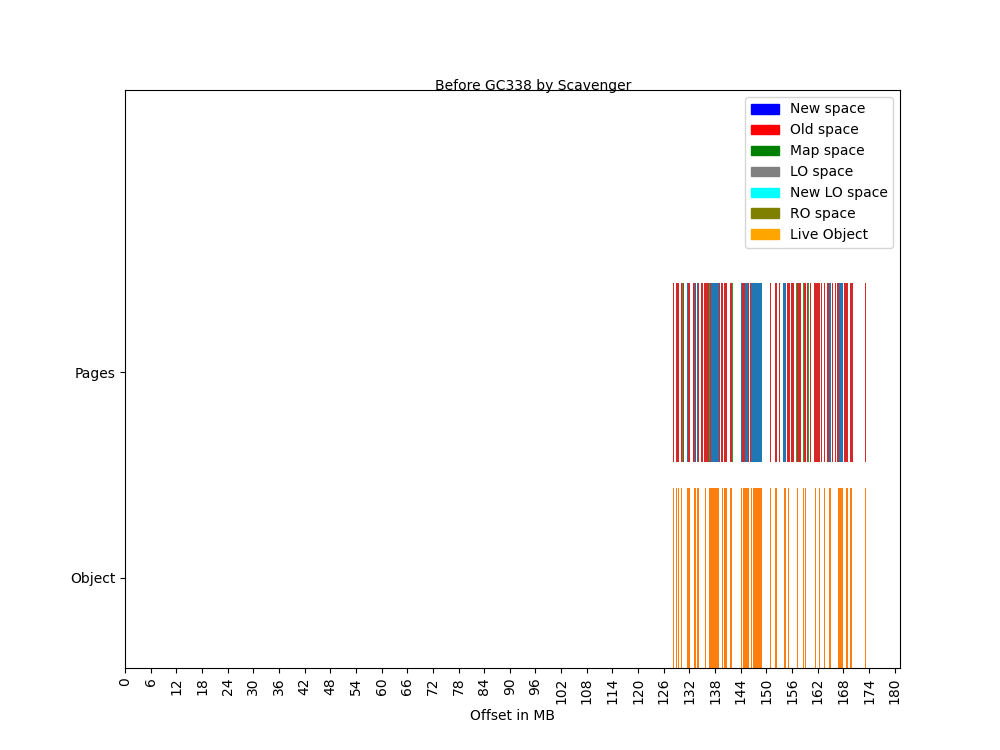 Before GC338 by Scavenger
New space
Old space
Map space
LO space
New LO space
RO space
Live Object
Pages
Object
0 6 12 18 24 30 36 42 48 54 60 66 72 78 84 90 96 102 108 114 120 126 132 138 144 150 156 162 168 174 180
Offset in MB